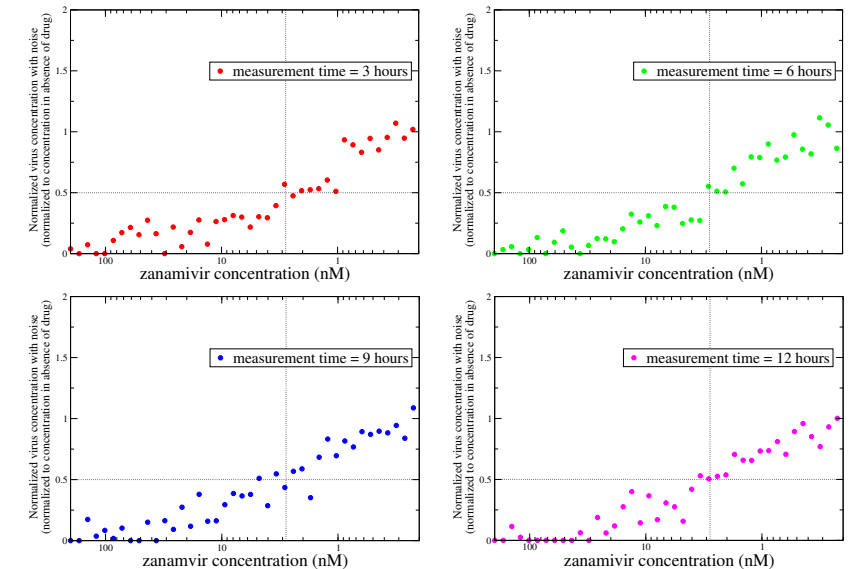 Normalized virus concentration with noise
(normalized to concentration in absence of drug)
2
1.5
1
0.5
0
measurement time = 3 hours
100
10
1
zanamivir concentration (nM)
Normalized virus concentration with noise
(normalized to concentration in absence of drug)
2
1.5
1
0.5
0
measurement time = 6 hours
100
10
1
zanamivir concentration (nM)
Normalized virus concentration with noise
(normalized to concentration in absence of drug)
2
1.5
1
0.5
0
measurement time = 9 hours
100
10
1
zanamvir concentration (nM)
Normalized virus concentration with noise
(normalized to concentration in absence of drug)
2
1.5
1
0.5
0
measurement time = 12 hours
100
10
1
zanamivir concentration (nM)